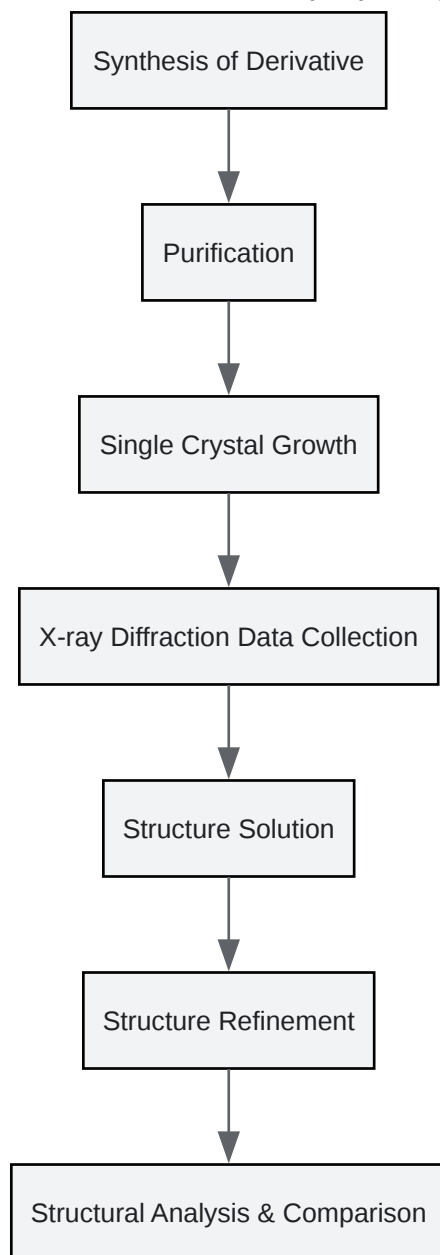 Synthesis of Derivative
Purification
Single Crystal Growth
X-ray Diffraction Data Collection
Structure Solution
Structure Refinement
Structural Analysis & Comparison